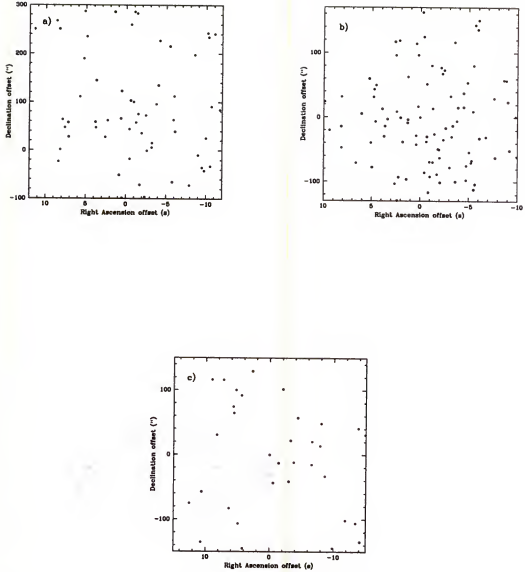 a)
300
200
100
0
-100
Declination offset (")
10
5
0
-5
-10
Right Ascension offset (s)
b)
100
0
-100
Declination offset (")
10
5
0
-5
-10
Right Ascension offset (s)
c)
100
0
-100
Declination offset (")
10
0
-10
Right Ascension offset (s)